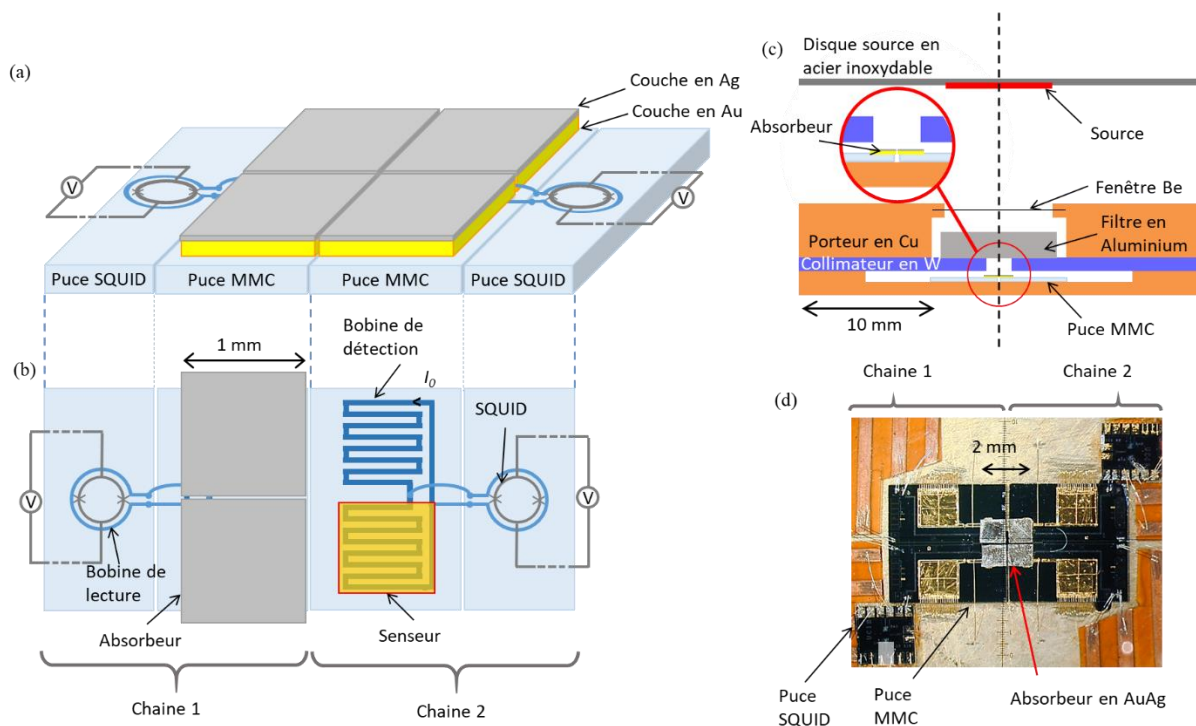 (a)
Couche en Ag
Couche en Au
V
V
Puce SQUID
Puce MMC
Puce MMC
Puce SQUID
(b)
1 mm
Bobine de
détection
I0
SQUID
V
V
Bobine de
lecture
Absorbeur
Senseur
Chaine 1
Chaine 2
(c)
Disque source en
acier inoxydable
Absorbeur
Source
Fenêtre Be
Filtre en
Aluminium
Porteur en Cu
Collimateur en W
10 mm
Puce MMC
Chaine 1
Chaine 2
(d)
2 mm
Puce
SQUID
Puce
MMC
Absorbeur en AuAg